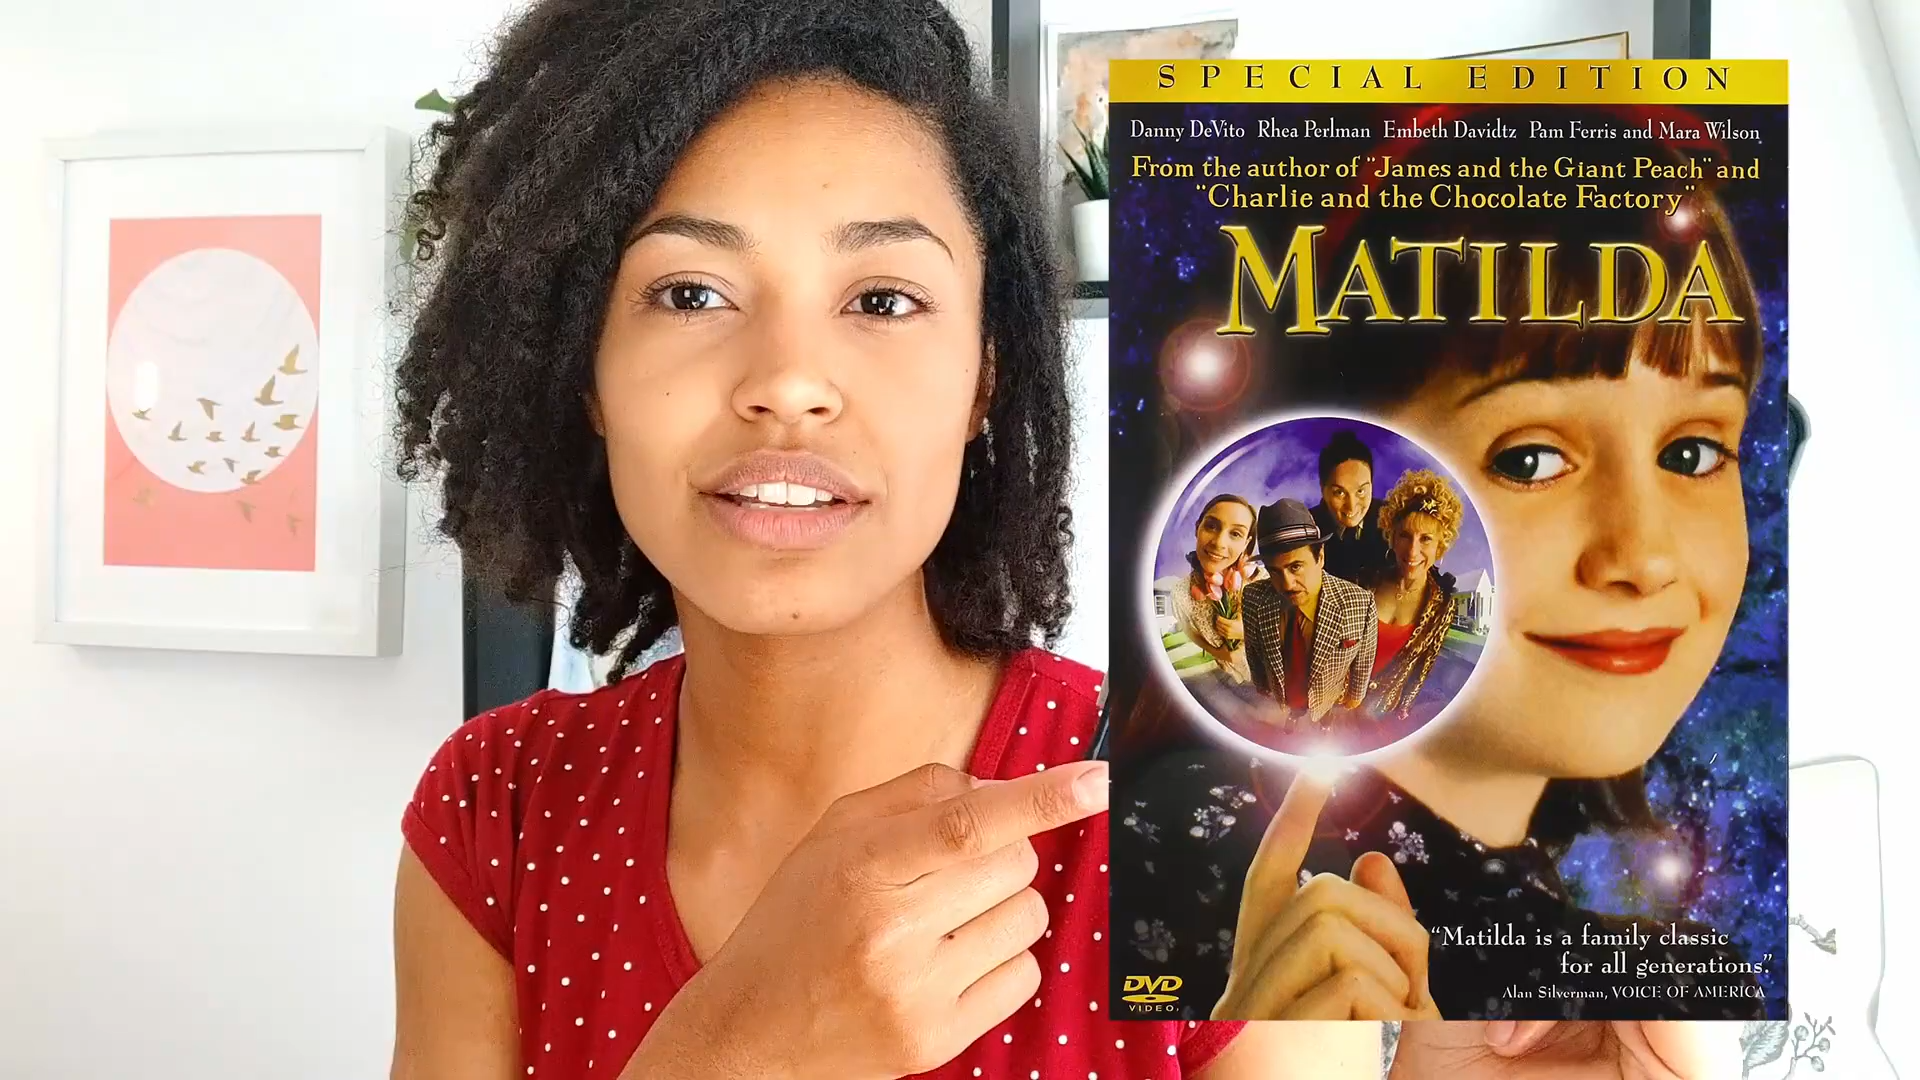 SPECIAL EDITION
Danny DeVito Rhea Perlman Embeth Davidtz Pam Ferris and Mara Wilson
From the author of "James and the Giant Peach" and
"Charlie and the Chocolate Factory"
MATILDA
"Matilda is a family classic
for all generations."
Alan Silverman, VOICE OF AMERICA
DVD
VIDEO